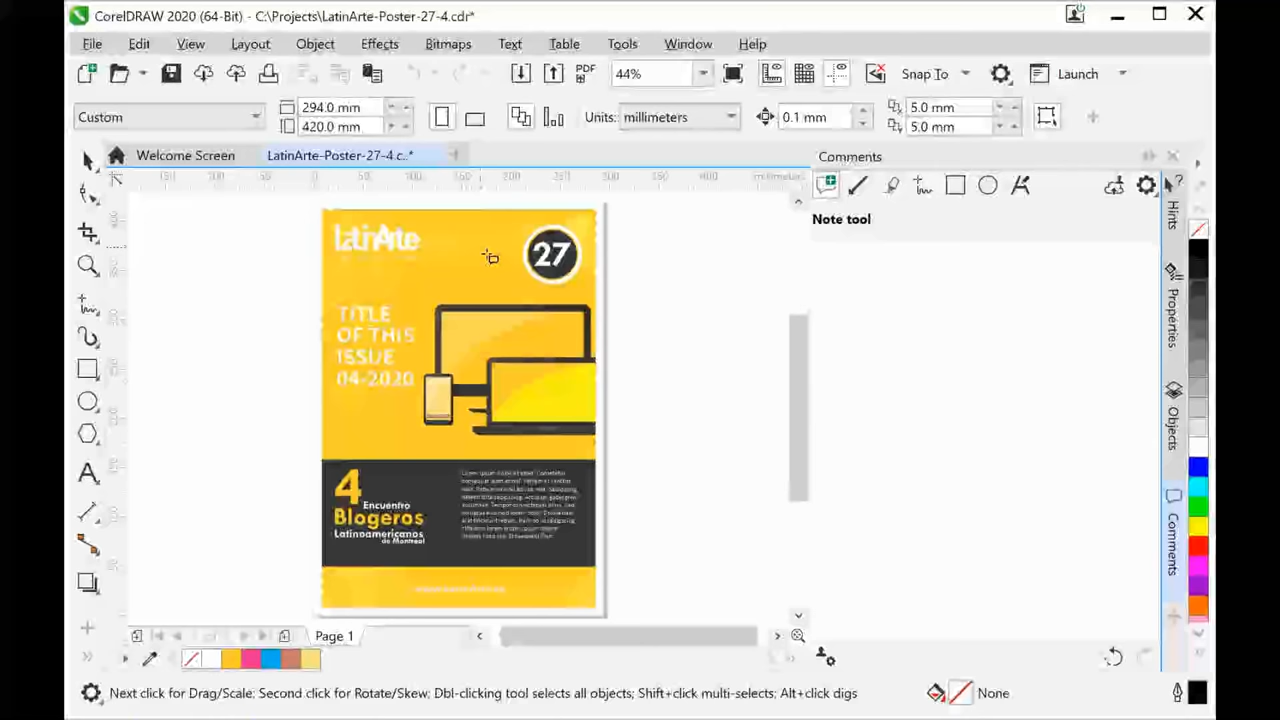 CorelDRAW 2020 (64-Bit) - C:\Projects\LatinArte-Poster-27-4.cdr*
File Edit View Layout Object Effects Bitmaps Text Table Tools Window Help
PDF 44% Snap To Launch
Custom 294.0 mm 420.0 mm Units: millimeters 0.1 mm 5.0 mm 5.0 mm
Welcome Screen LatinArte-Poster-27-4.c...*
Comments
Note tool
Hints
Properties
Objects
Comments
LatinArte
27
TITLE
OF THIS
ISSUE
04-2020
4
Encuentro
Blogeros
Latinoamericanos
de Montreal
Page 1
Next click for Drag/Scale; Second click for Rotate/Skew; Dbl-clicking tool selects all objects; Shift+click multi-selects; Alt+click digs
None